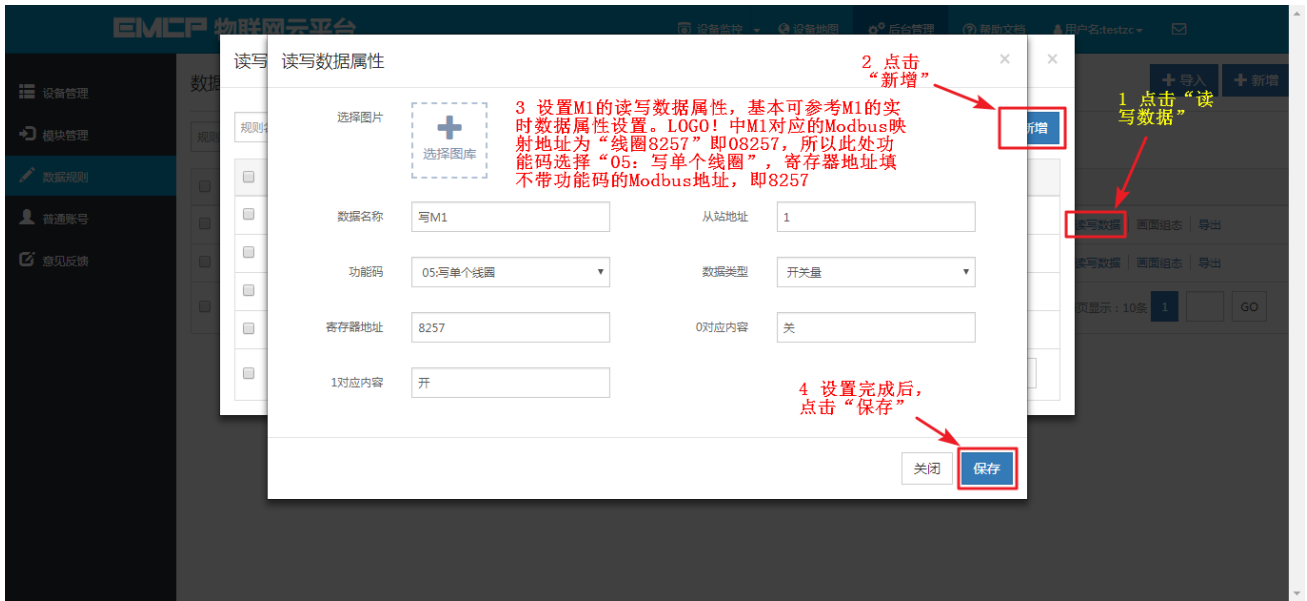 EMCP 物联网云平台
设备监控
设备地图
后台管理
帮助文档
用户名:testzc
设备管理
模块管理
数据规则
普通账号
意见反馈
数据
导入
新增
读写
规则
规则名
读写数据属性
×
×
2 点击
“新增”
1 点击“读
写数据”
新增
选择图片
选择图库
3 设置M1的读写数据属性，基本可参考M1的实
时数据属性设置。LOGO！中M1对应的Modbus映
射地址为“线圈8257”即08257，所以此处功
能码选择“05：写单个线圈”，寄存器地址填
不带功能码的Modbus地址，即8257
数据名称
写M1
从站地址
1
功能码
05:写单个线圈
数据类型
开关量
寄存器地址
8257
0对应内容
关
1对应内容
开
读写数据
画面组态
导出
读写数据
画面组态
导出
页显示：10条
1
GO
4 设置完成后，
点击“保存”
关闭
保存